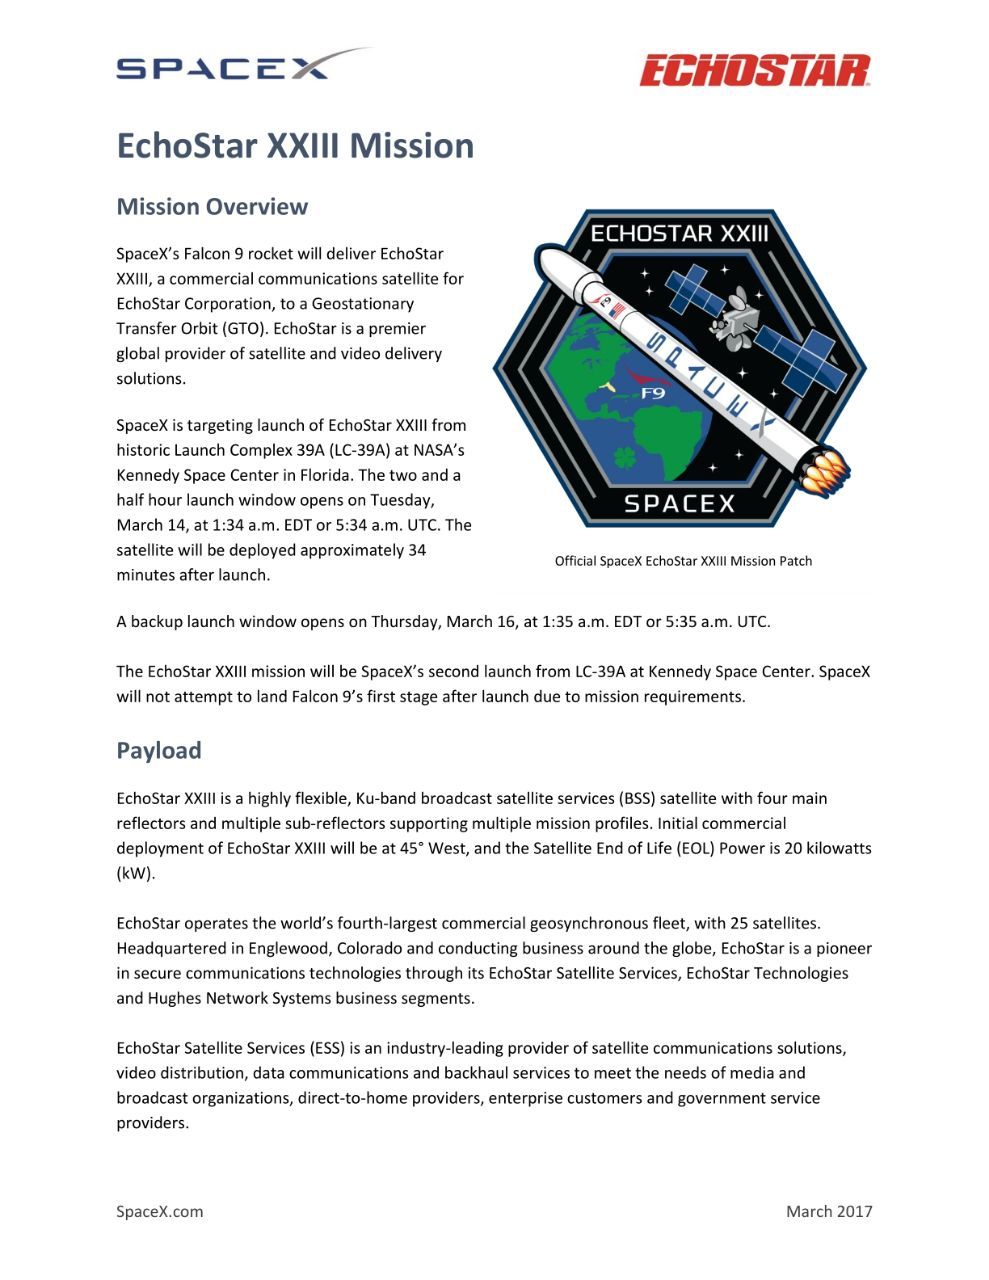 SPACEX
ECHOSTAR
EchoStar XXIII Mission
Mission Overview
SpaceX’s Falcon 9 rocket will deliver EchoStar
XXIII, a commercial communications satellite for
EchoStar Corporation, to a Geostationary
Transfer Orbit (GTO). EchoStar is a premier
global provider of satellite and video delivery
solutions.
SpaceX is targeting launch of EchoStar XXIII from
historic Launch Complex 39A (LC-39A) at NASA’s
Kennedy Space Center in Florida. The two and a
half hour launch window opens on Tuesday,
March 14, at 1:34 a.m. EDT or 5:34 a.m. UTC. The
satellite will be deployed approximately 34
minutes after launch.
ECHOSTAR XXIII
F9
SPACEX
F9
SPACEX
Official SpaceX EchoStar XXIII Mission Patch
A backup launch window opens on Thursday, March 16, at 1:35 a.m. EDT or 5:35 a.m. UTC.
The EchoStar XXIII mission will be SpaceX’s second launch from LC-39A at Kennedy Space Center. SpaceX
will not attempt to land Falcon 9’s first stage after launch due to mission requirements.
Payload
EchoStar XXIII is a highly flexible, Ku-band broadcast satellite services (BSS) satellite with four main
reflectors and multiple sub-reflectors supporting multiple mission profiles. Initial commercial
deployment of EchoStar XXIII will be at 45° West, and the Satellite End of Life (EOL) Power is 20 kilowatts
(kW).
EchoStar operates the world’s fourth-largest commercial geosynchronous fleet, with 25 satellites.
Headquartered in Englewood, Colorado and conducting business around the globe, EchoStar is a pioneer
in secure communications technologies through its EchoStar Satellite Services, EchoStar Technologies
and Hughes Network Systems business segments.
EchoStar Satellite Services (ESS) is an industry-leading provider of satellite communications solutions,
video distribution, data communications and backhaul services to meet the needs of media and
broadcast organizations, direct-to-home providers, enterprise customers and government service
providers.
SpaceX.com
March 2017